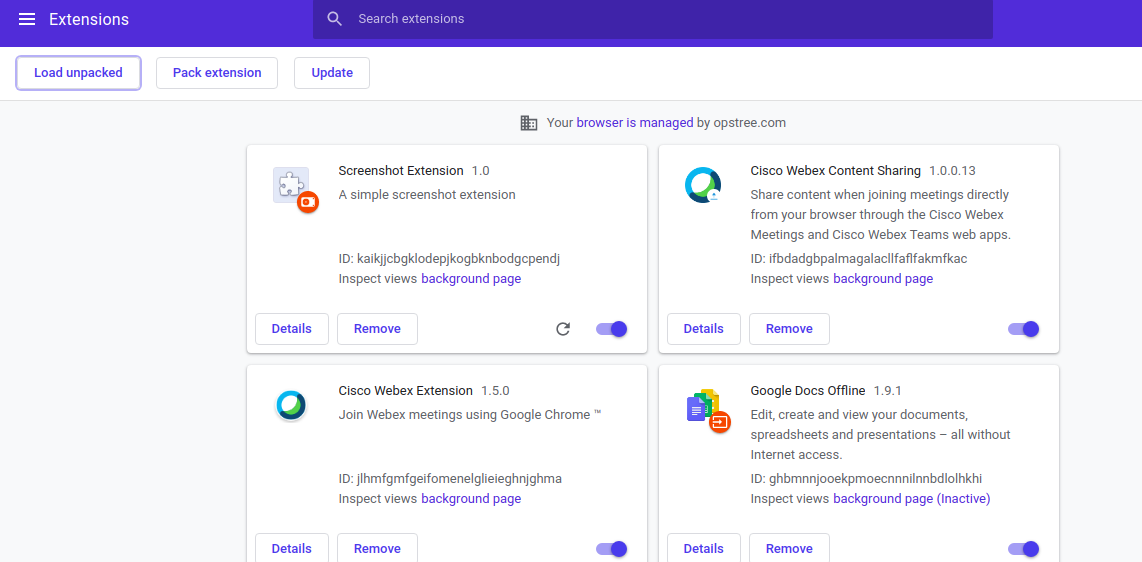 Extensions
Search extensions
Load unpacked
Pack extension
Update
Your browser is managed by opstree.com
Screenshot Extension 1.0
A simple screenshot extension
ID: kaikjjcbgklodepjkogbknbodgcpendj
Inspect views background page
Details
Remove
Cisco Webex Content Sharing 1.0.0.13
Share content when joining meetings directly
from your browser through the Cisco Webex
Meetings and Cisco Webex Teams web apps.
ID: ifbdadgbpalmagalacllfaflfakmfkac
Inspect views background page
Details
Remove
Cisco Webex Extension 1.5.0
Join Webex meetings using Google Chrome ™
ID: jlhmfgmfgeifomenelglieieghnjghma
Inspect views background page
Details
Remove
Google Docs Offline 1.9.1
Edit, create and view your documents,
spreadsheets and presentations – all without
Internet access.
ID: ghbmnnjooekpmoecnnnilnnbdlolhkhi
Inspect views background page (Inactive)
Details
Remove